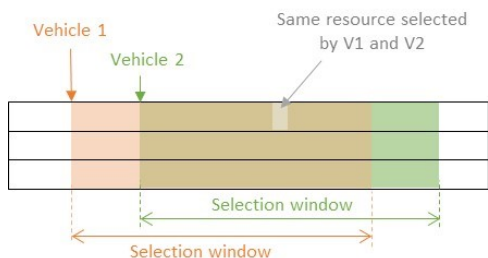 Same resource selected
by V1 and V2
Vehicle 1
Vehicle 2
Selection window
Selection window